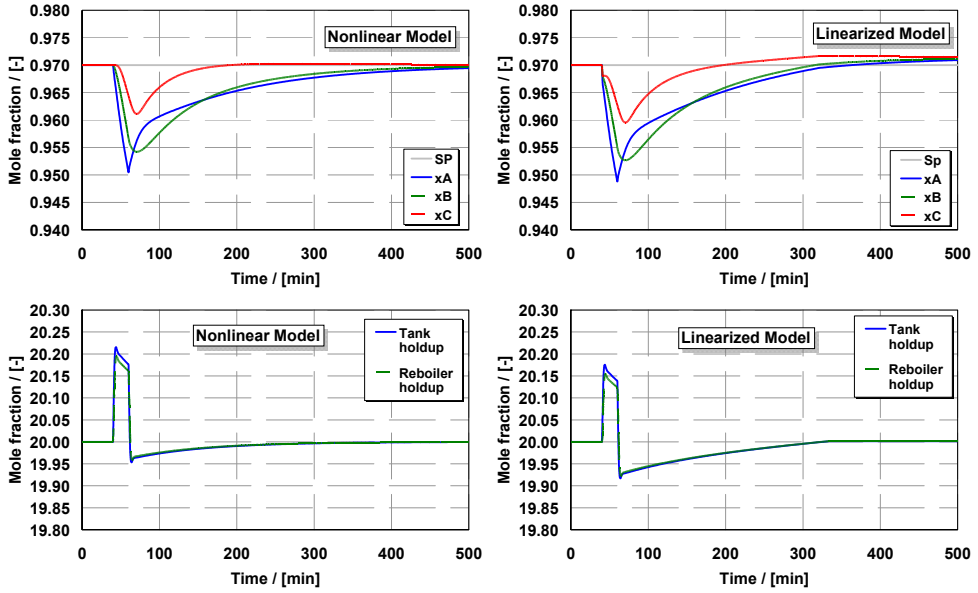 Mole fraction / [-]
0.980
0.975
0.970
0.965
0.960
0.955
0.950
0.945
0.940
Nonlinear Model
SP
xA
xB
xC
0 100 200 300 400 500
Time / [min]
Mole fraction / [-]
0.980
0.975
0.970
0.965
0.960
0.955
0.950
0.945
0.940
Linearized Model
Sp
xA
xB
xC
0 100 200 300 400 500
Time / [min]
Mole fraction / [-]
20.30
20.25
20.20
20.15
20.10
20.05
20.00
19.95
19.90
19.85
19.80
Nonlinear Model
Tank
holdup
Reboiler
holdup
0 100 200 300 400 500
Time / [min]
Mole fraction / [-]
20.30
20.25
20.20
20.15
20.10
20.05
20.00
19.95
19.90
19.85
19.80
Linearized Model
Tank
holdup
Reboiler
holdup
0 100 200 300 400 500
Time / [min]